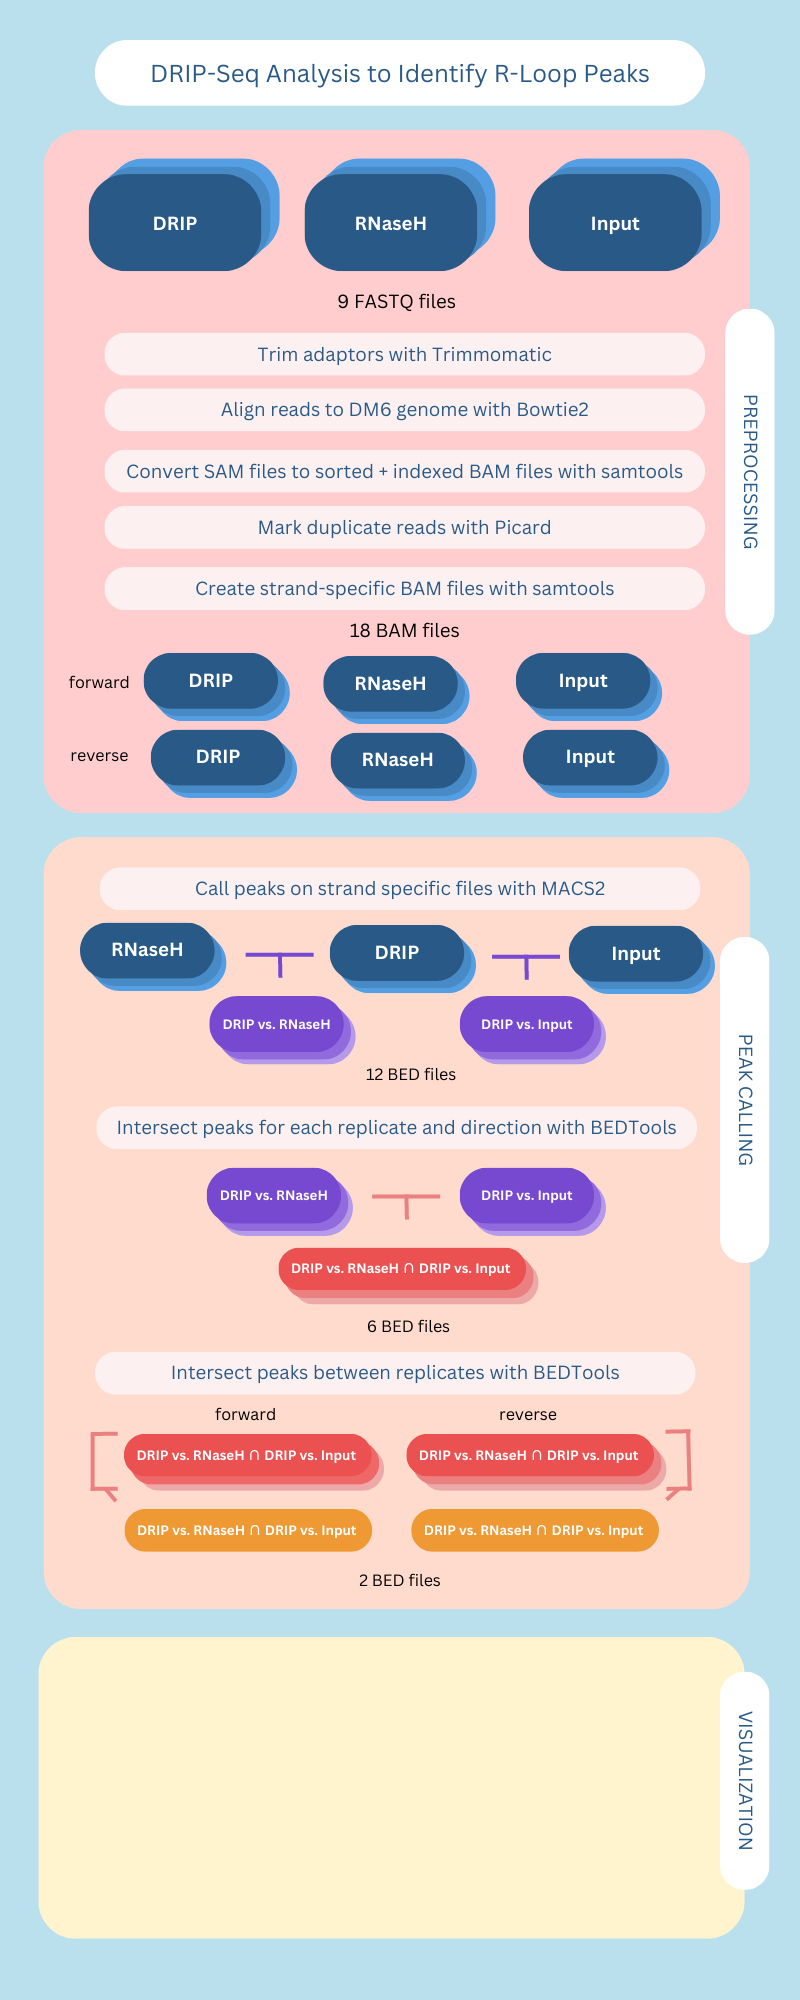 DRIP-Seq Analysis to Identify R-Loop Peaks
DRIP
RNaseH
Input
9 FASTQ files
Trim adaptors with Trimmomatic
Align reads to DM6 genome with Bowtie2
Convert SAM files to sorted + indexed BAM files with samtools
Mark duplicate reads with Picard
Create strand-specific BAM files with samtools
PREPROCESSING
18 BAM files
forward
DRIP
RNaseH
Input
reverse
DRIP
RNaseH
Input
Call peaks on strand specific files with MACS2
RNaseH
DRIP
Input
DRIP vs. RNaseH
DRIP vs. Input
12 BED files
PEAK CALLING
Intersect peaks for each replicate and direction with BEDTools
DRIP vs. RNaseH
DRIP vs. Input
DRIP vs. RNaseH ∩ DRIP vs. Input
6 BED files
Intersect peaks between replicates with BEDTools
forward
reverse
DRIP vs. RNaseH ∩ DRIP vs. Input
DRIP vs. RNaseH ∩ DRIP vs. Input
DRIP vs. RNaseH ∩ DRIP vs. Input
DRIP vs. RNaseH ∩ DRIP vs. Input
2 BED files
VISUALIZATION